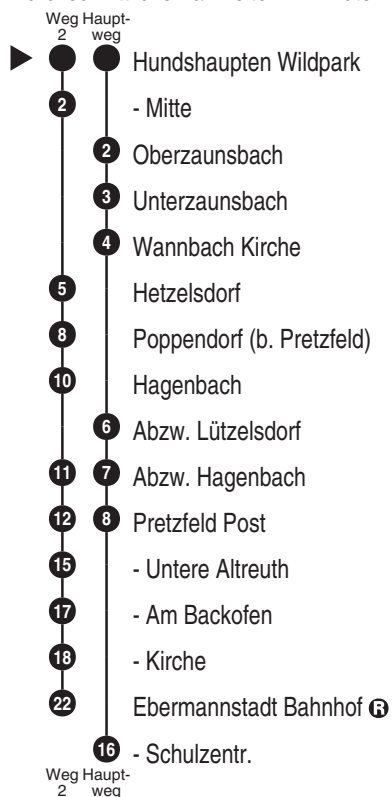 Weg Haupt-
2 weg
Hundshaupten Wildpark
2 - Mitte
2 Oberzaunsbach
3 Unterzaunsbach
4 Wannbach Kirche
5 Hetzelsdorf
8 Poppendorf (b. Pretzfeld)
10 Hagenbach
6 Abzw. Lützelsdorf
11 7 Abzw. Hagenbach
12 8 Pretzfeld Post
15 - Untere Altreuth
17 - Am Backofen
18 - Kirche
22 Ebermannstadt Bahnhof R
16 - Schulzentr.
Weg Haupt-
2 weg